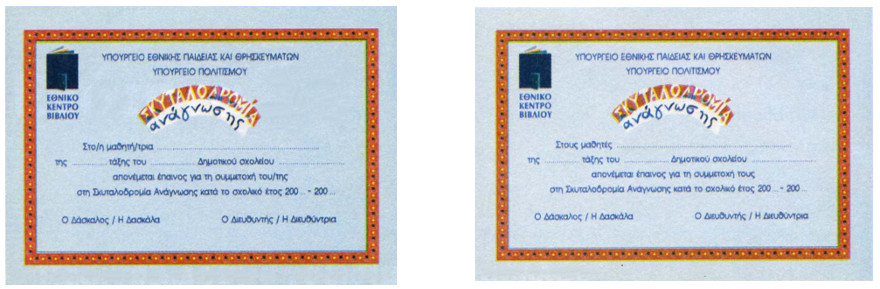 ΥΠΟΥΡΓΕΙΟ ΕΘΝΙΚΗΣ ΠΑΙΔΕΙΑΣ ΚΑΙ ΘΡΗΣΚΕΥΜΑΤΩΝ
ΥΠΟΥΡΓΕΙΟ ΠΟΛΙΤΙΣΜΟΥ
ΕΘΝΙΚΟ
ΚΕΝΤΡΟ
ΒΙΒΛΙΟΥ
ΣΚΥΤΑΛΟΔΡΟΜΙΑ
ανάγνωσης
Στο/η μαθητή/τρια ..........
της .......... τάξης του .......... Δημοτικού σχολείου ..........
απονέμεται έπαινος για τη συμμετοχή του/της
στη Σκυταλοδρομία Ανάγνωσης κατά το σχολικό έτος 200 ... - 200 ...
Ο Δάσκαλος / Η Δασκάλα Ο Διευθυντής / Η Διευθύντρια
ΥΠΟΥΡΓΕΙΟ ΕΘΝΙΚΗΣ ΠΑΙΔΕΙΑΣ ΚΑΙ ΘΡΗΣΚΕΥΜΑΤΩΝ
ΥΠΟΥΡΓΕΙΟ ΠΟΛΙΤΙΣΜΟΥ
ΕΘΝΙΚΟ
ΚΕΝΤΡΟ
ΒΙΒΛΙΟΥ
ΣΚΥΤΑΛΟΔΡΟΜΙΑ
ανάγνωσης
Στους μαθητές ..........
της .......... τάξης του .......... Δημοτικού σχολείου ..........
απονέμεται έπαινος για τη συμμετοχή τους
στη Σκυταλοδρομία Ανάγνωσης κατά το σχολικό έτος 200 ... - 200 ...
Ο Δάσκαλος / Η Δασκάλα Ο Διευθυντής / Η Διευθύντρια